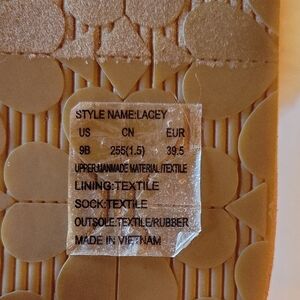 STYLE NAME:LACEY
US CN EUR
9B 255(1.5) 39.5
UPPER:MANMADE MATERIAL/TEXTILE
LINING:TEXTILE
SOCK:TEXTILE
OUTSOLE:TEXTILE/RUBBER
MADE IN VIETNAM